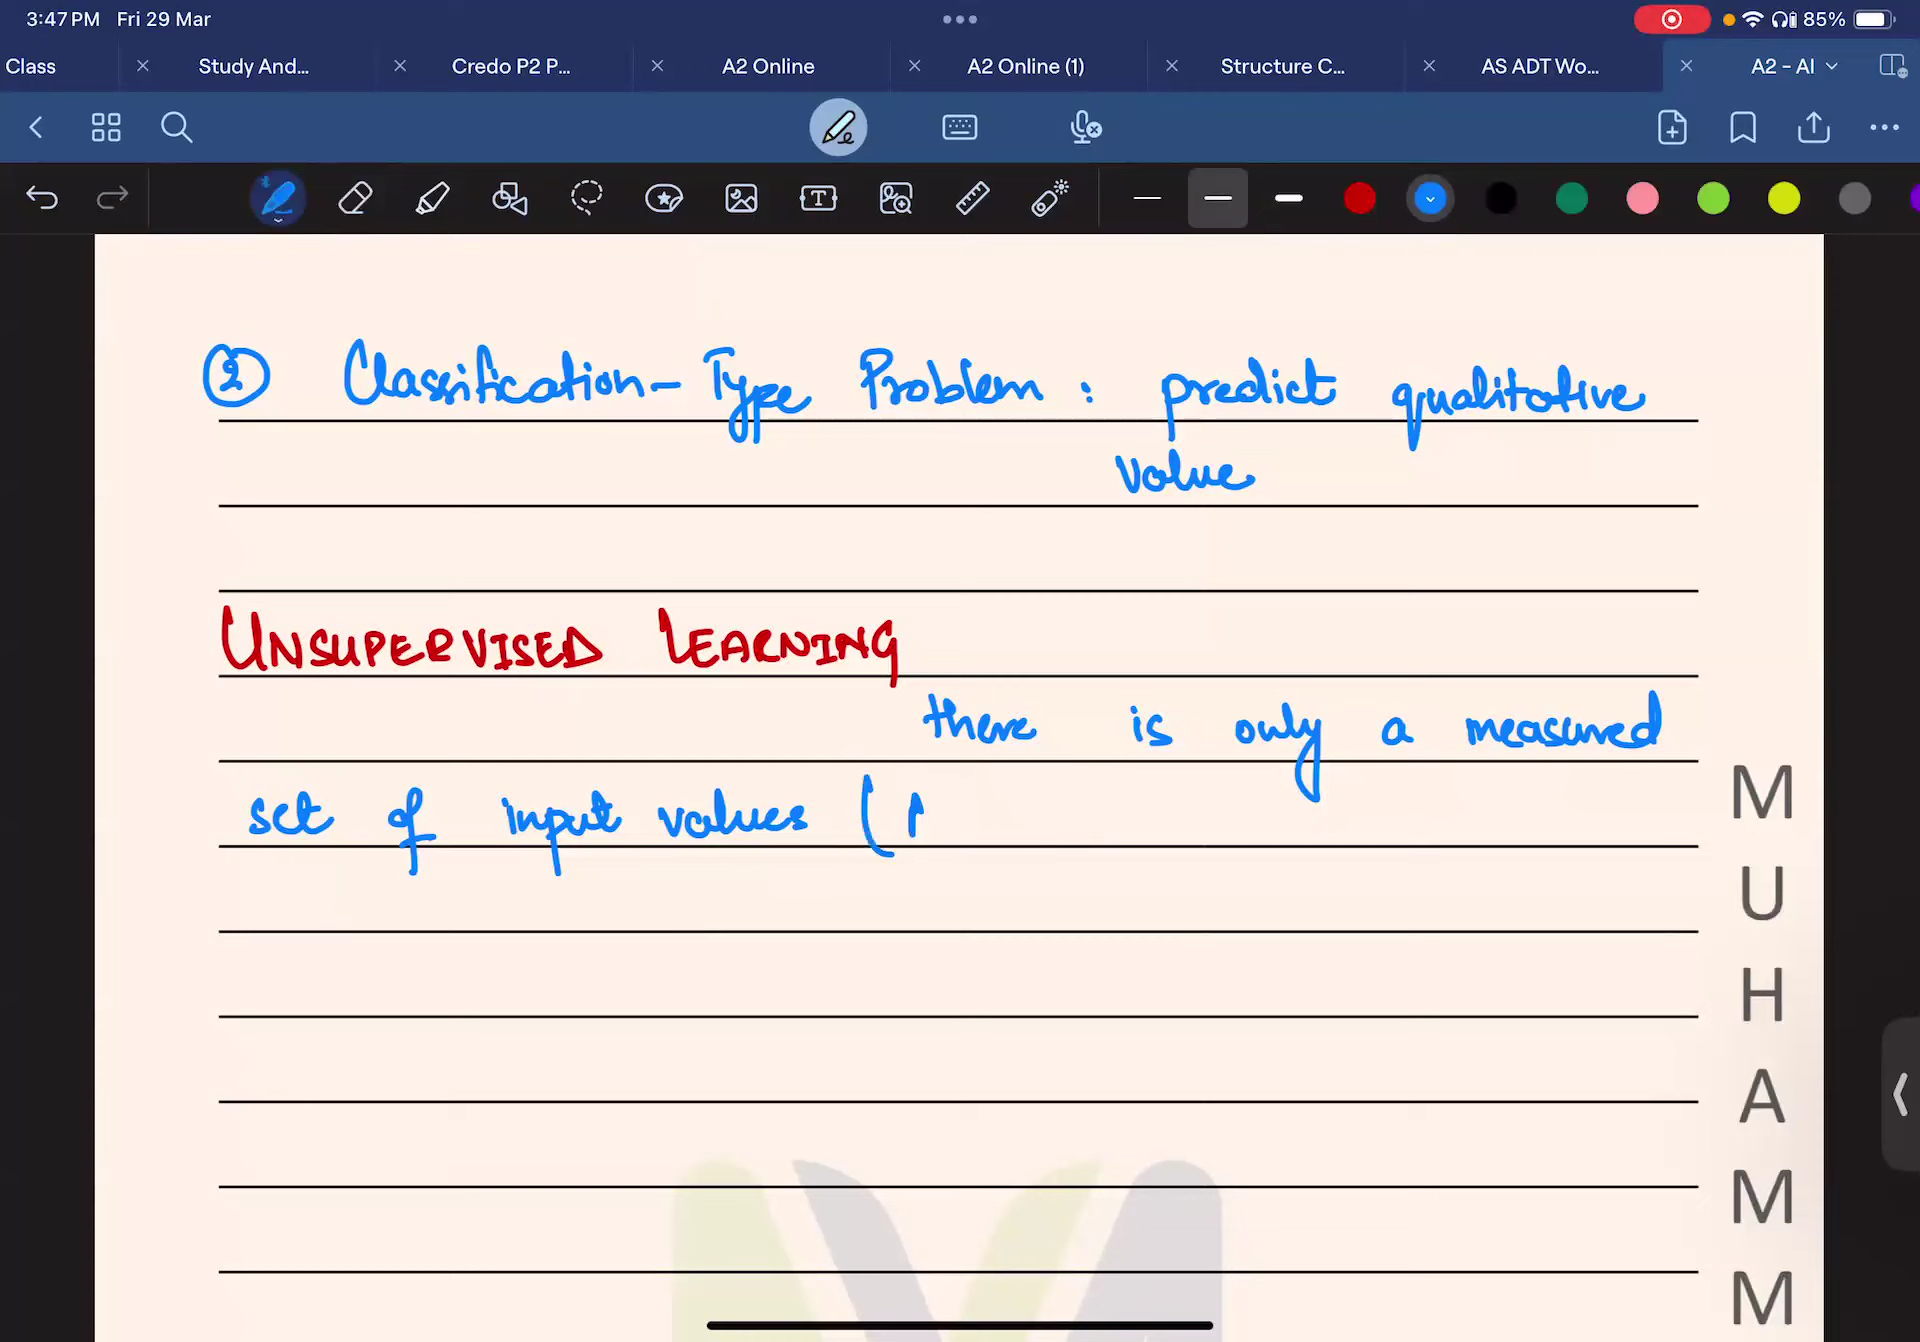 3:47 PM Fri 29 Mar 85%
Class Study And... Credo P2 P... A2 Online A2 Online (1) Structure C... AS ADT Wo... A2 - AI
② Classification-Type Problem : predict qualitative
value
UNSUPERVISED LEARNING
there is only a measured
set of input values (
M
U
H
A
M
M